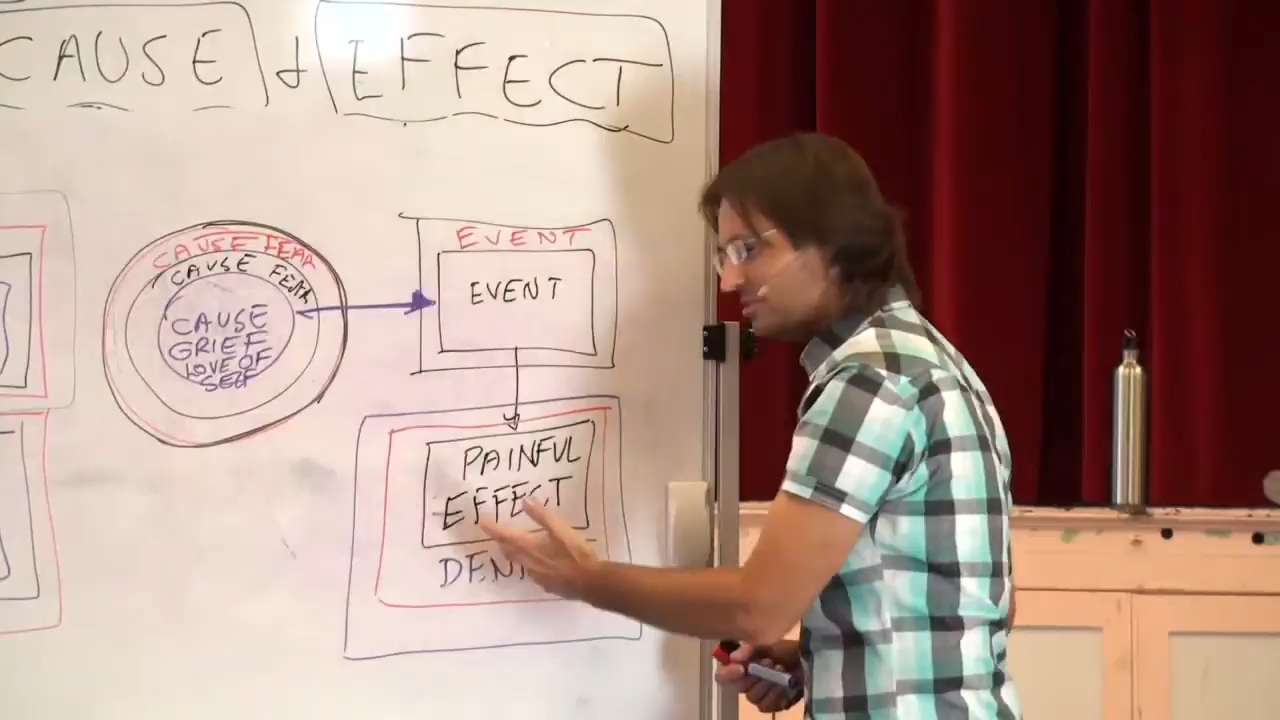 CAUSE & EFFECT
CAUSE FEAR
CAUSE FEAR
CAUSE
GRIEF
LOVE OF
SELF
EVENT
EVENT
PAINFUL
EFFECT